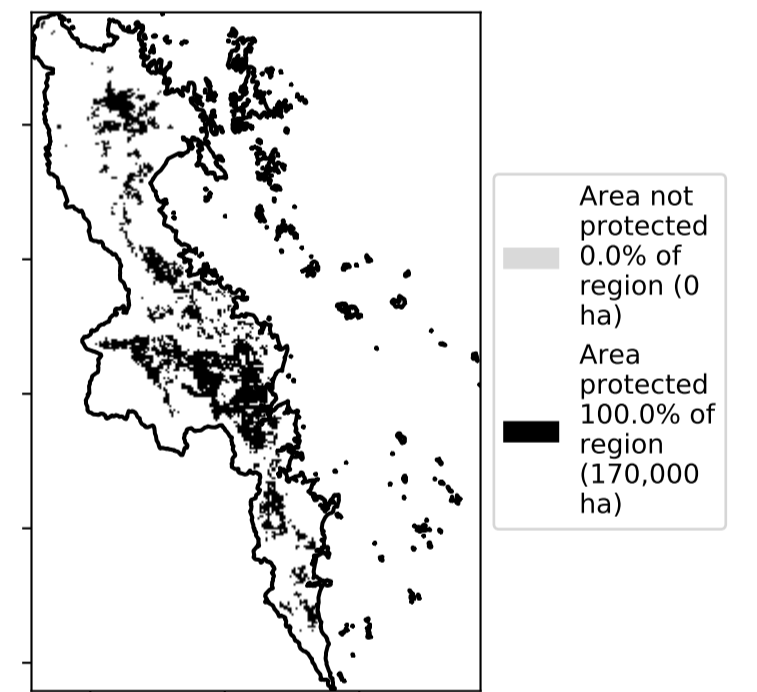 Area not
protected
0.0% of
region (0
ha)
Area
protected
100.0% of
region
(170,000
ha)